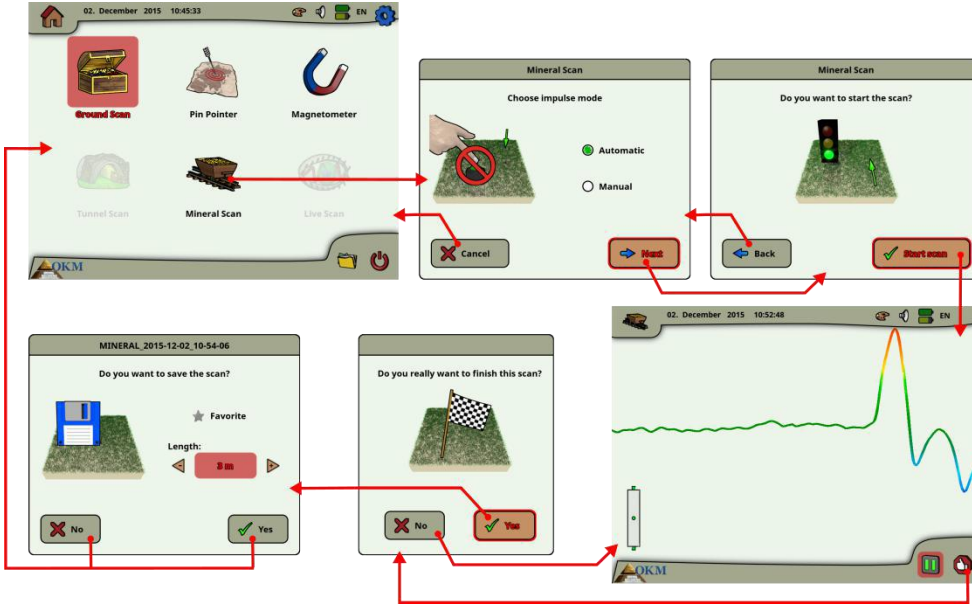 02. December 2015 10:45:33
EN
Ground Scan
Pin Pointer
Magnetometer
Tunnel Scan
Mineral Scan
Live Scan
OKM
Mineral Scan
Choose impulse mode
Automatic
Manual
Cancel
Next
Mineral Scan
Do you want to start the scan?
Back
Start scan
MINERAL_2015-12-02_10-54-06
Do you want to save the scan?
Favorite
Length:
3 m
No
Yes
Do you really want to finish this scan?
No
Yes
02. December 2015 10:52:48
EN
OKM